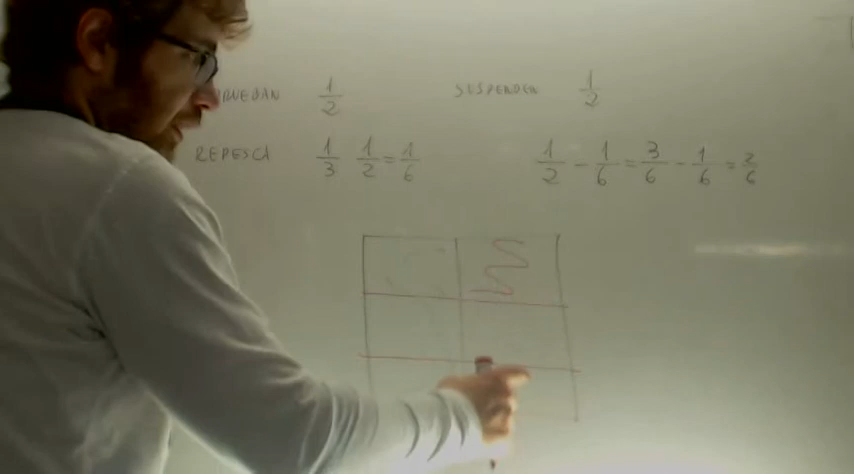 RUEBAN 1/2 SUSPENDEN 1/2
REPESCA 1/3 1/2 = 1/6 1/2 - 1/6 = 3/6 - 1/6 = 2/6